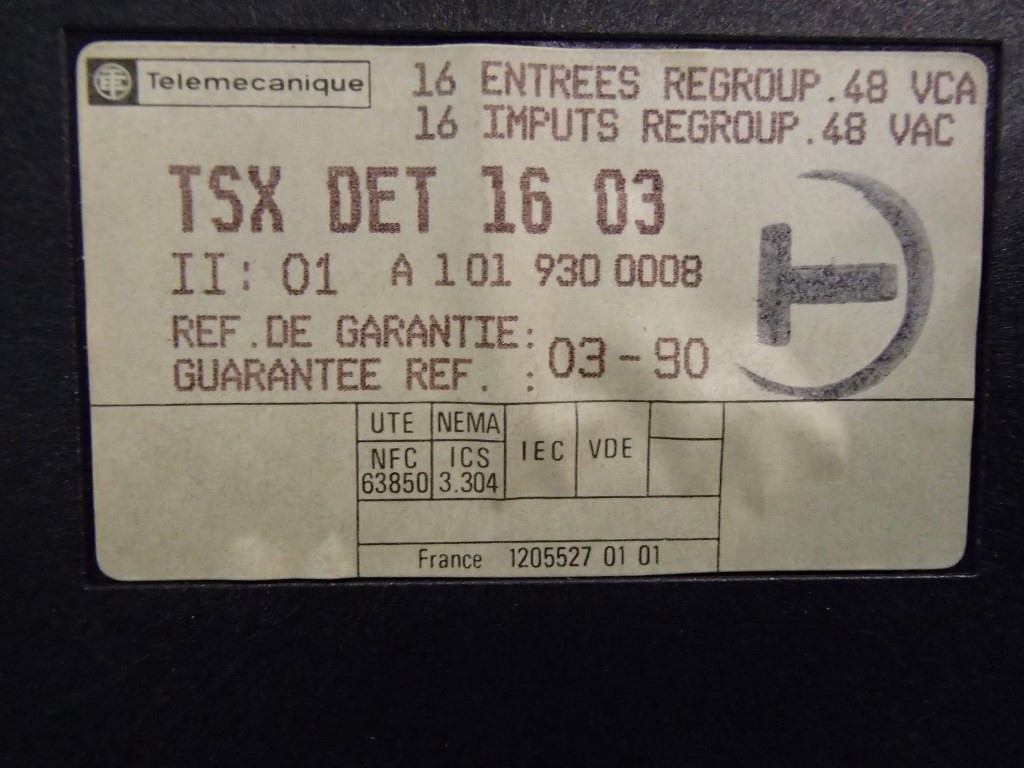 Telemecanique
16 ENTREES REGROUP.48 VCA
16 IMPUTS REGROUP.48 VAC
TSX DET 16 03
II: 01 A 101 930 0008
REF.DE GARANTIE:
GUARANTEE REF. : 03-90
UTE NEMA
IEC VDE
NFC ICS
63850 3.304
France 1205527 01 01